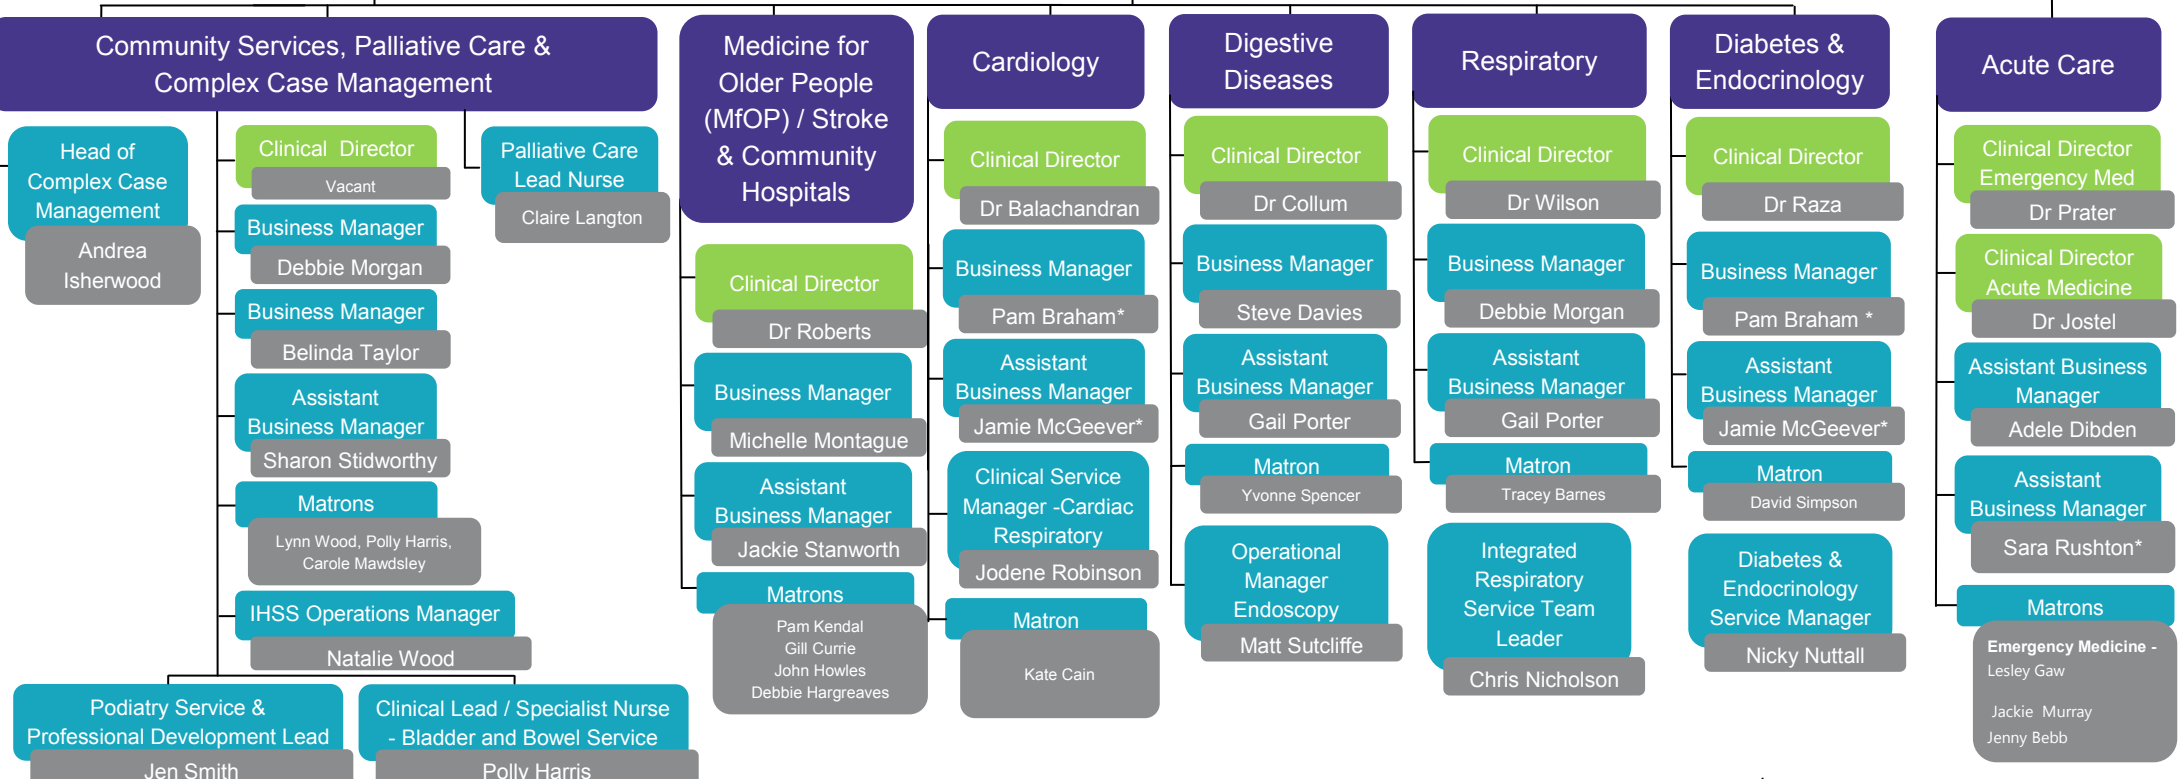 Community Services, Palliative Care &
Complex Case Management
Head of
Complex Case
Management
Andrea
Isherwood
Clinical Director
Vacant
Business Manager
Debbie Morgan
Business Manager
Belinda Taylor
Assistant
Business Manager
Sharon Stidworthy
Matrons
Lynn Wood, Polly Harris,
Carole Mawdsley
IHSS Operations Manager
Natalie Wood
Palliative Care
Lead Nurse
Claire Langton
Podiatry Service &
Professional Development Lead
Jen Smith
Clinical Lead / Specialist Nurse
- Bladder and Bowel Service
Polly Harris
Medicine for
Older People
(MfOP) / Stroke
& Community
Hospitals
Clinical Director
Dr Roberts
Business Manager
Michelle Montague
Assistant
Business Manager
Jackie Stanworth
Matrons
Pam Kendal
Gill Currie
John Howles
Debbie Hargreaves
Cardiology
Clinical Director
Dr Balachandran
Business Manager
Pam Braham*
Assistant
Business Manager
Jamie McGeever*
Clinical Service
Manager -Cardiac
Respiratory
Jodene Robinson
Matron
Kate Cain
Digestive
Diseases
Clinical Director
Dr Collum
Business Manager
Steve Davies
Assistant
Business Manager
Gail Porter
Matron
Yvonne Spencer
Operational
Manager
Endoscopy
Matt Sutcliffe
Respiratory
Clinical Director
Dr Wilson
Business Manager
Debbie Morgan
Assistant
Business Manager
Gail Porter
Matron
Tracey Barnes
Integrated
Respiratory
Service Team
Leader
Chris Nicholson
Diabetes &
Endocrinology
Clinical Director
Dr Raza
Business Manager
Pam Braham *
Assistant
Business Manager
Jamie McGeever*
Matron
David Simpson
Diabetes &
Endocrinology
Service Manager
Nicky Nuttall
Acute Care
Clinical Director
Emergency Med
Dr Prater
Clinical Director
Acute Medicine
Dr Jostel
Assistant Business
Manager
Adele Dibden
Assistant
Business Manager
Sara Rushton*
Matrons
Emergency Medicine -
Lesley Gaw
Jackie Murray
Jenny Bebb